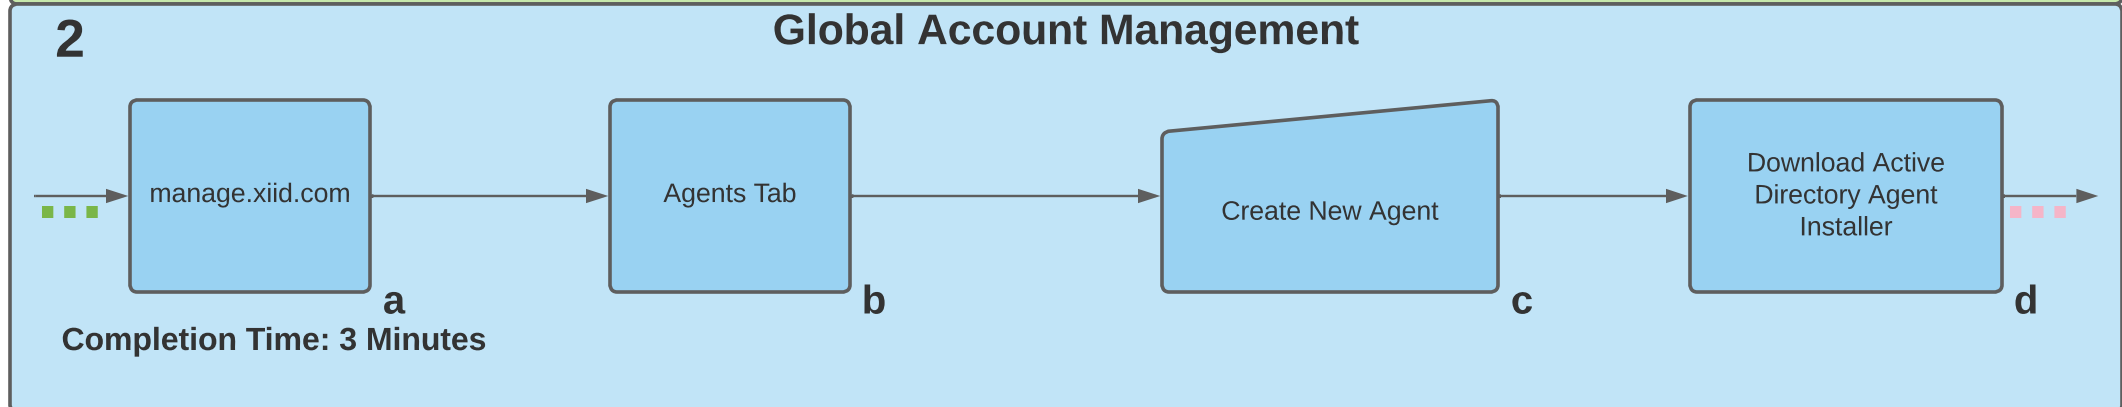 2
Global Account Management
manage.xiid.com
a
Agents Tab
b
Create New Agent
c
Download Active
Directory Agent
Installer
d
Completion Time: 3 Minutes